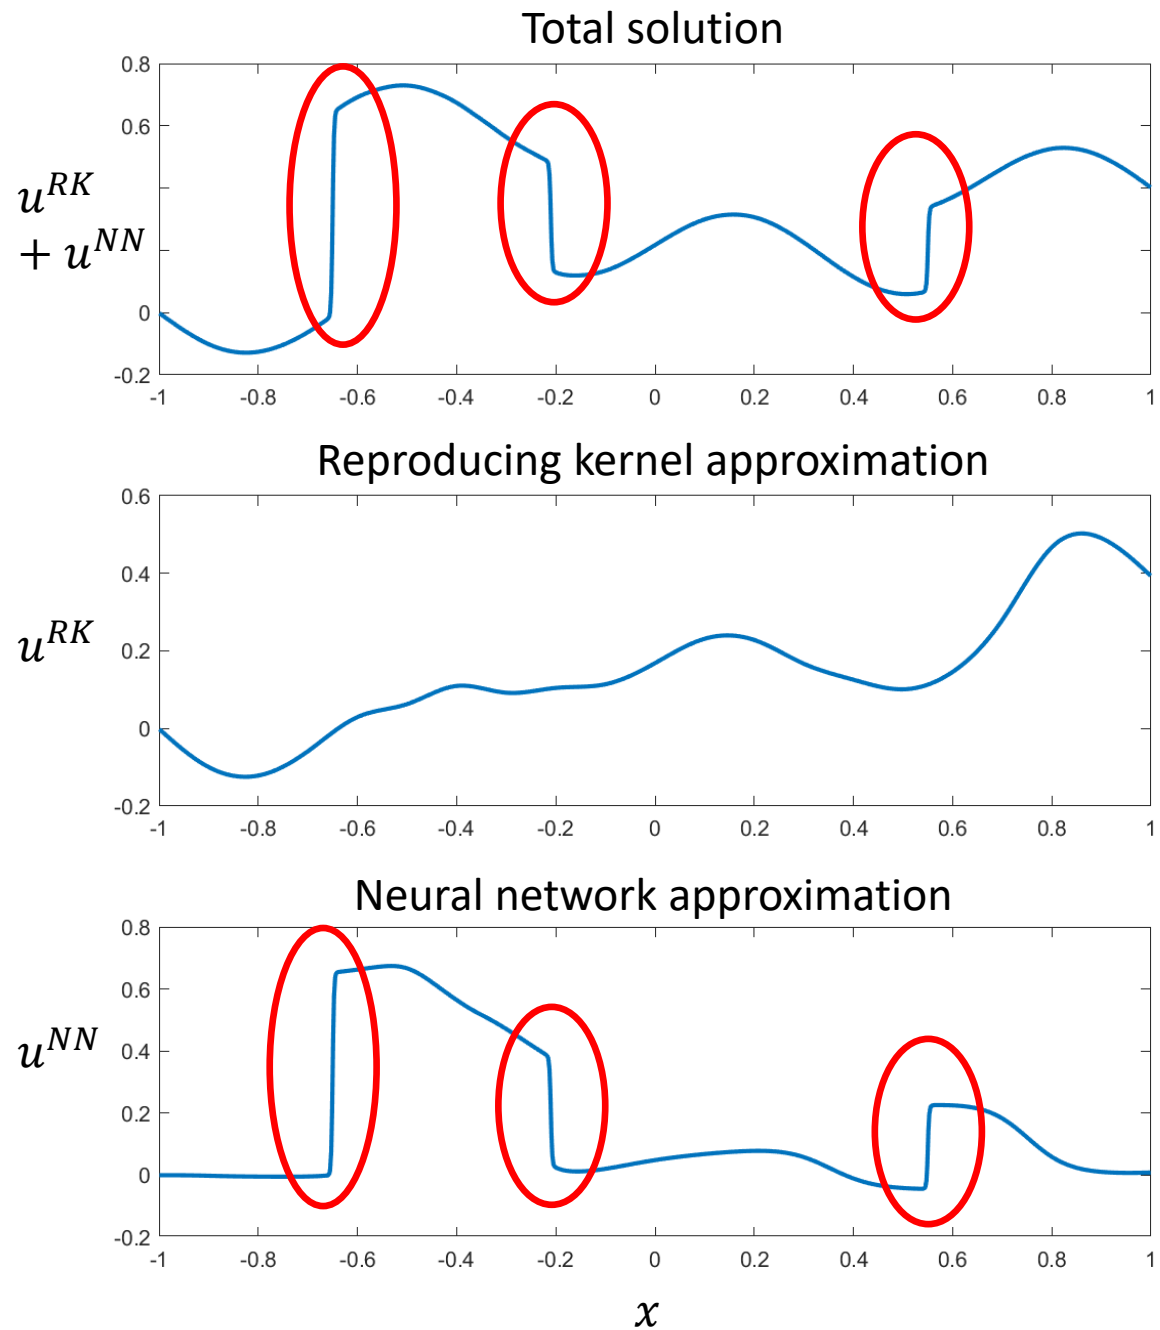 Total solution
0.8
0.6
u^{RK}
+ u^{NN}
0
-0.2
-1 -0.8 -0.6 -0.4 -0.2 0 0.2 0.4 0.6 0.8 1
Reproducing kernel approximation
0.6
0.4
u^{RK}
0.2
0
-0.2
-1 -0.8 -0.6 -0.4 -0.2 0 0.2 0.4 0.6 0.8 1
Neural network approximation
0.8
0.6
u^{NN}
0.4
0.2
0
-0.2
-1 -0.8 -0.6 -0.4 -0.2 0 0.2 0.4 0.6 0.8 1
x